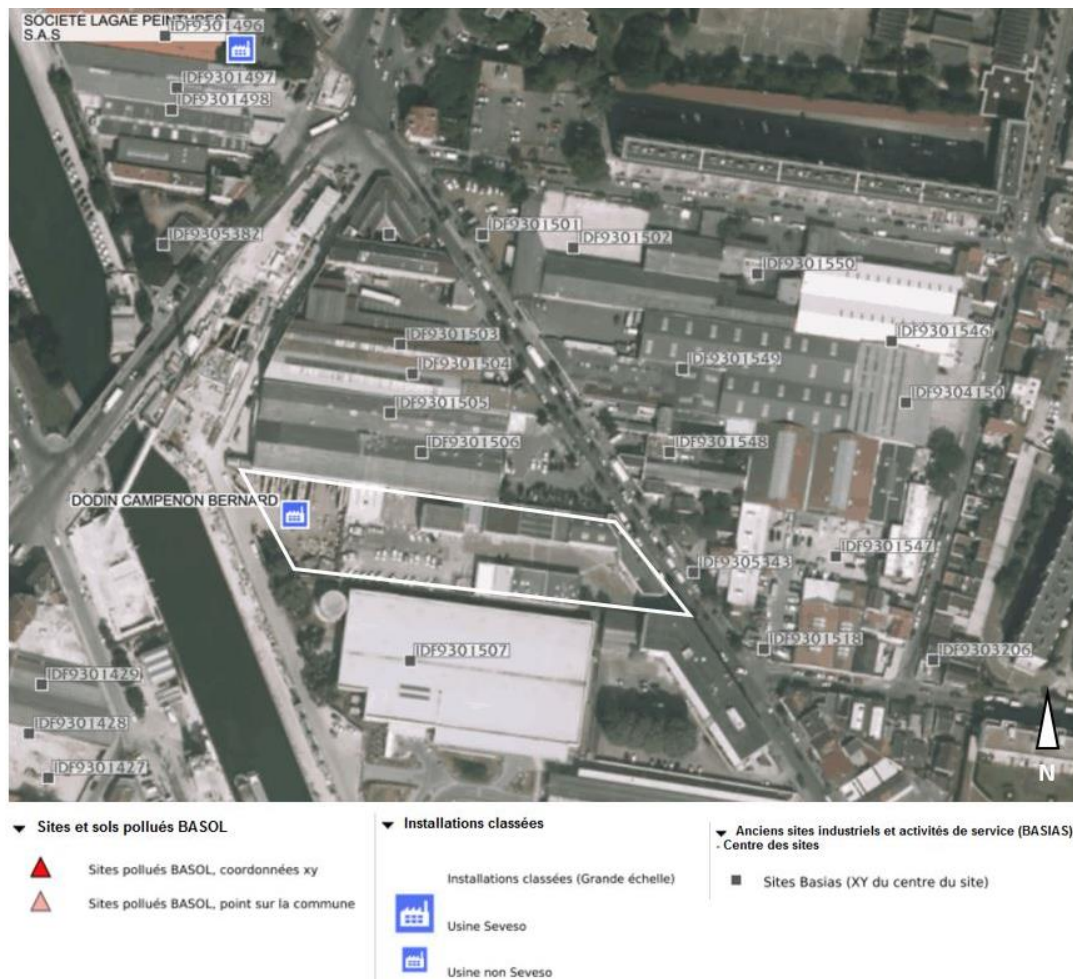 SOCIETE LAGAE PEINTURES
S.A.S
IDF9301496
IDF9301497
IDF9301498
IDF9305382
IDF9301501
IDF9301502
IDF9301550
IDF9301503
IDF9301546
IDF9301504
IDF9301549
IDF9304150
IDF9301505
IDF9301506
IDF9301548
DODIN CAMPENON BERNARD
IDF9301547
IDF9305343
IDF9301518
IDF9303206
IDF9301507
IDF9301429
IDF9301428
IDF9301427
N
Sites et sols pollués BASOL
Sites pollués BASOL, coordonnées xy
Sites pollués BASOL, point sur la commune
Installations classées
Installations classées (Grande échelle)
Usine Seveso
Usine non Seveso
Anciens sites industriels et activités de service (BASIAS)
- Centre des sites
Sites Basias (XY du centre du site)